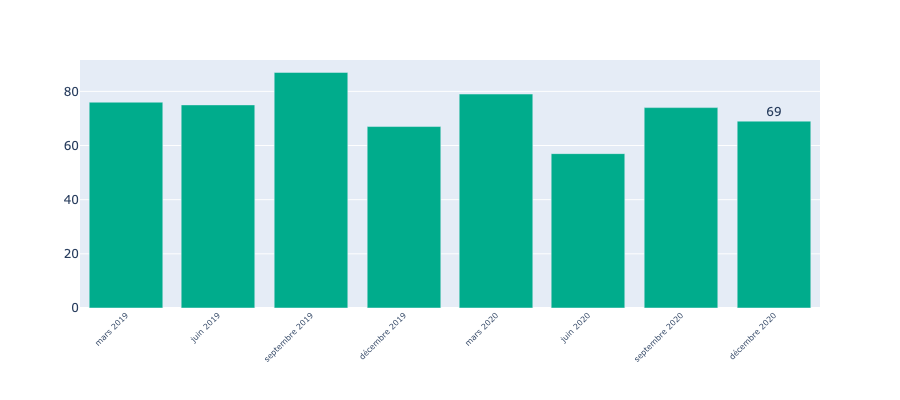 80
60
40
20
0
69
mars 2019
juin 2019
septembre 2019
décembre 2019
mars 2020
juin 2020
septembre 2020
décembre 2020